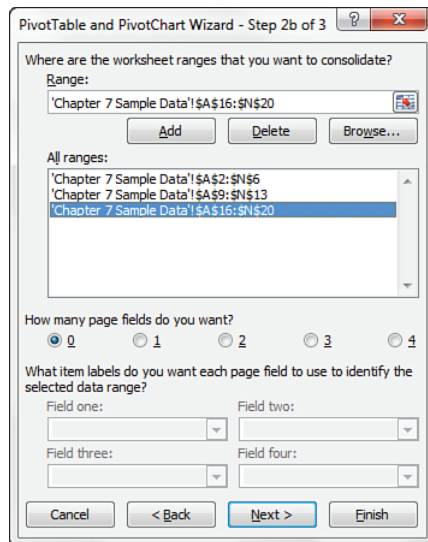 PivotTable and PivotChart Wizard - Step 2b of 3
Where are the worksheet ranges that you want to consolidate?
Range:
'Chapter 7 Sample Data'!$A$16:$N$20
Add Delete Browse...
All ranges:
'Chapter 7 Sample Data'!$A$2:$N$6
'Chapter 7 Sample Data'!$A$9:$N$13
'Chapter 7 Sample Data'!$A$16:$N$20
How many page fields do you want?
0 1 2 3 4
What item labels do you want each page field to use to identify the
selected data range?
Field one: Field two:
Field three: Field four:
Cancel < Back Next > Finish